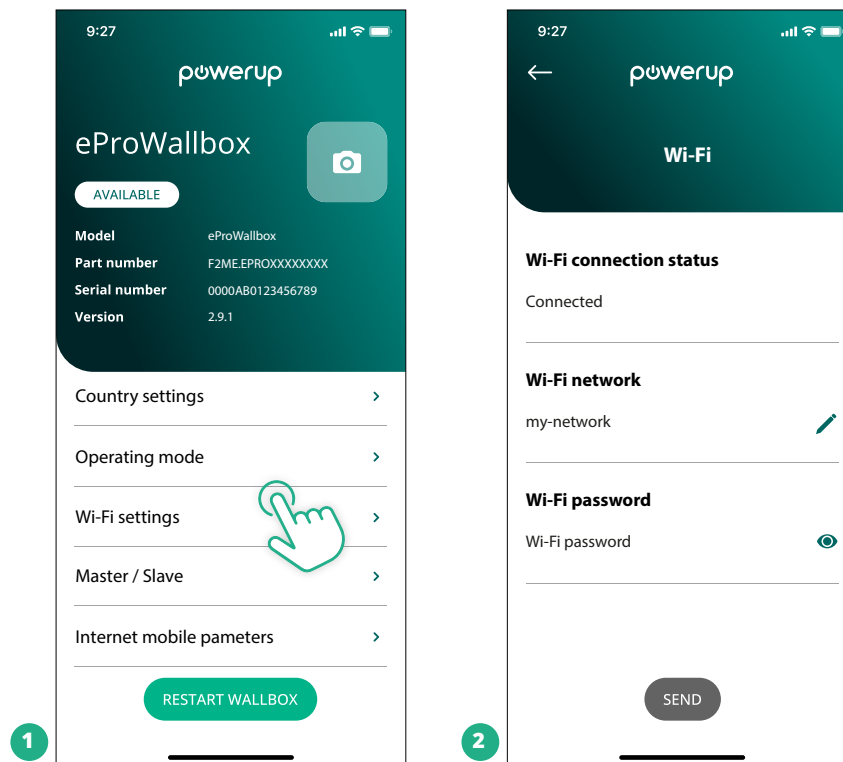 9:27
powerup
eProWallbox
AVAILABLE
Model eProWallbox
Part number F2ME.EPROXXXXXXXX
Serial number 0000AB0123456789
Version 2.9.1
Country settings
Operating mode
Wi-Fi settings
Master / Slave
Internet mobile pameters
RESTART WALLBOX
1
9:27
powerup
Wi-Fi
Wi-Fi connection status
Connected
Wi-Fi network
my-network
Wi-Fi password
Wi-Fi password
SEND
2